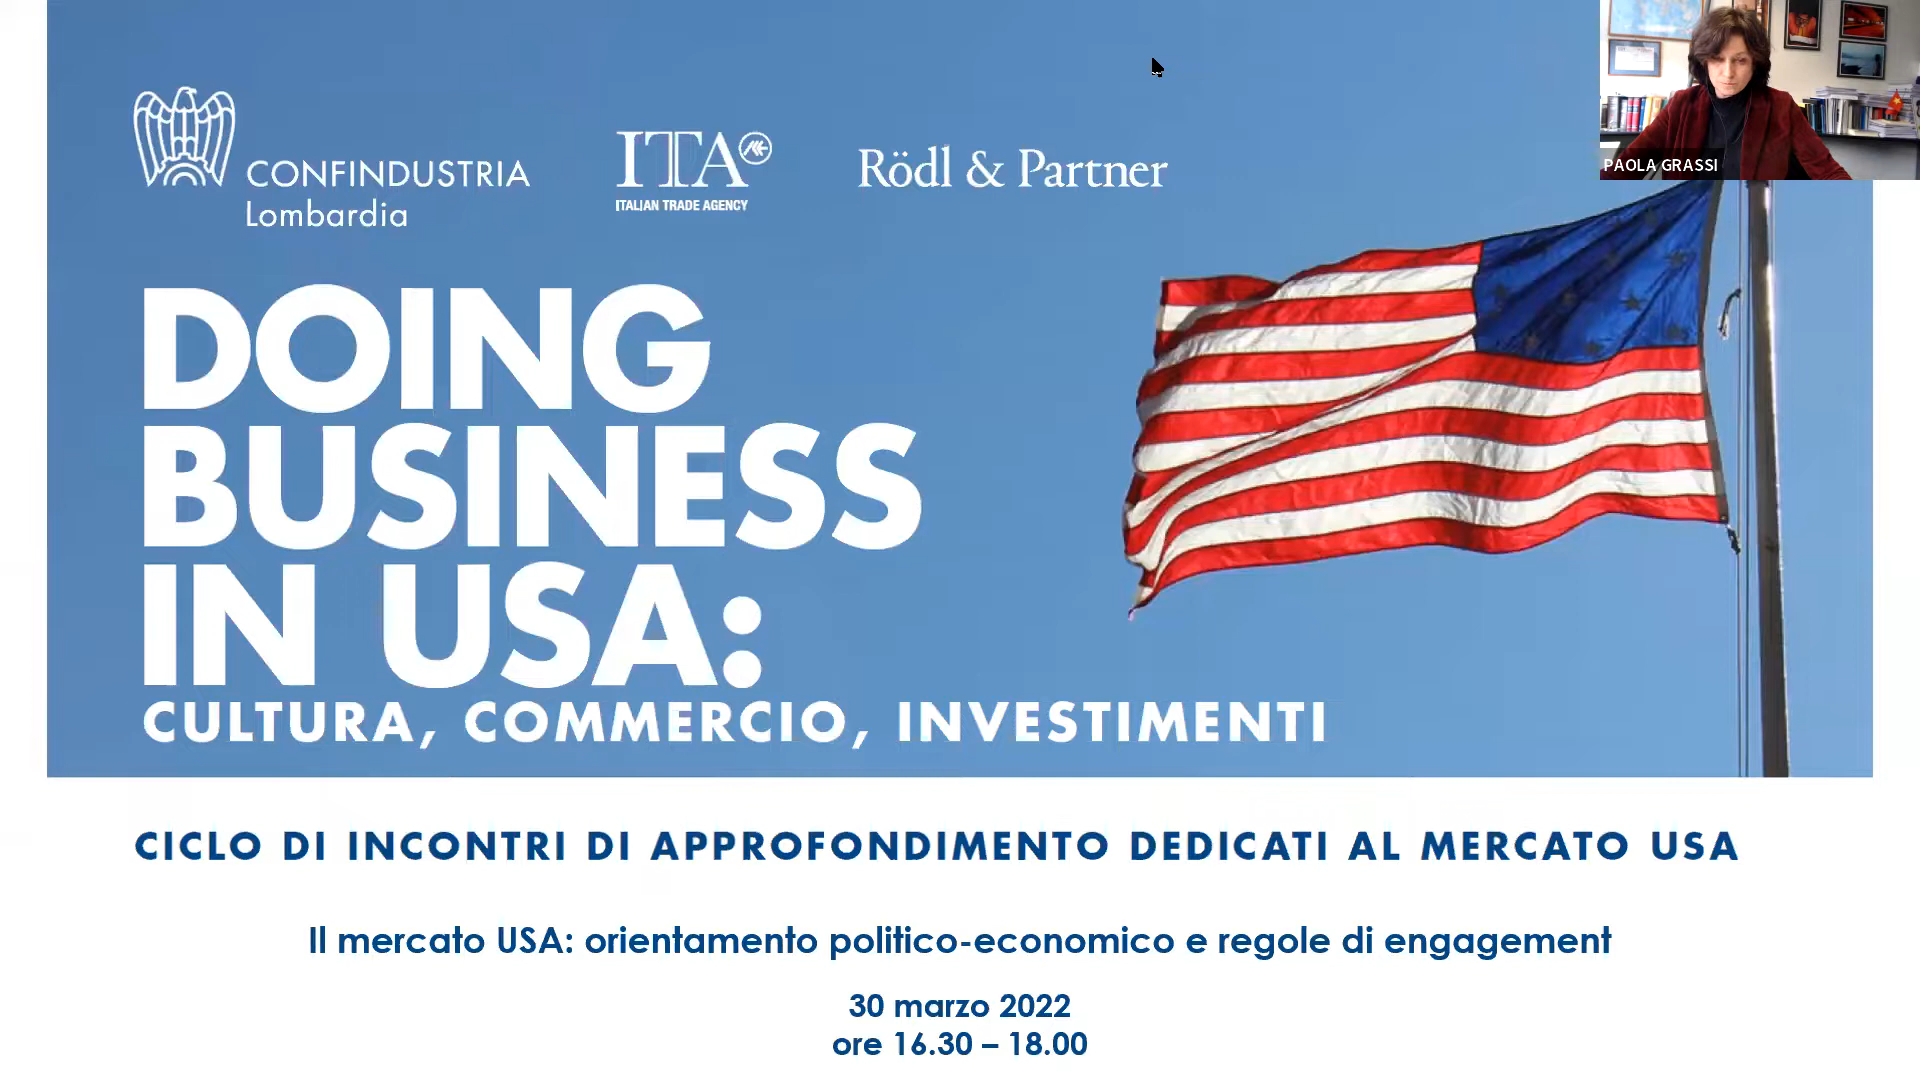 CONFINDUSTRIA
Lombardia
ITA
ITALIAN TRADE AGENCY
Rödl & Partner
PAOLA GRASSI
DOING
BUSINESS
IN USA:
CULTURA, COMMERCIO, INVESTIMENTI
CICLO DI INCONTRI DI APPROFONDIMENTO DEDICATI AL MERCATO USA
Il mercato USA: orientamento politico-economico e regole di engagement
30 marzo 2022
ore 16.30 – 18.00